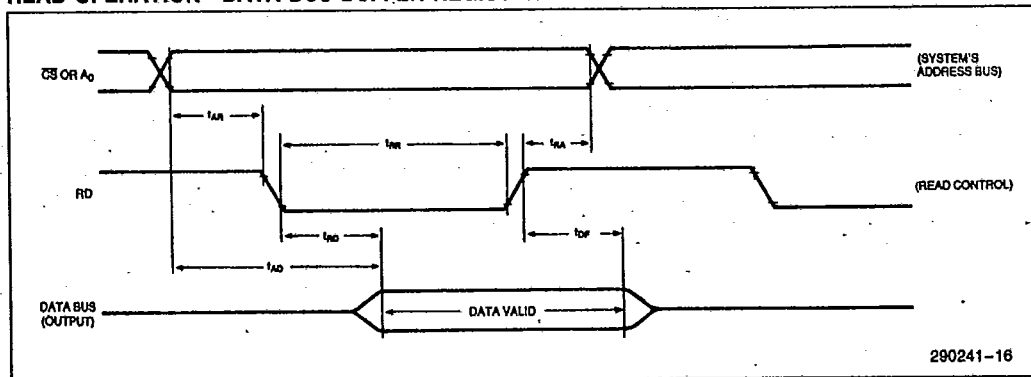 CS OR A0
(SYSTEM'S
ADDRESS BUS)
tAR
tRR
tRA
RD
(READ CONTROL)
tRD
tDF
tAD
DATA BUS
(OUTPUT)
DATA VALID
290241-16